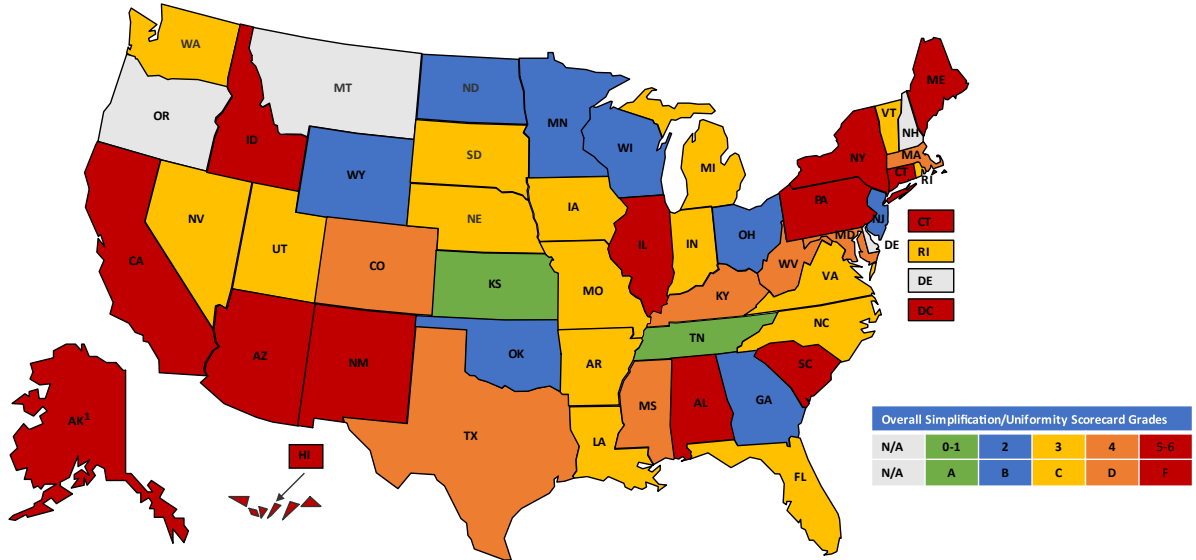 WA
MT
ND
MN
ME
OR
ID
SD
WI
MI
VT
NH
NY
MA
CT
RI
WY
NE
IA
PA
NJ
NV
UT
CO
IL
IN
OH
MD
DE
CA
KS
MO
WV
VA
KY
NC
AZ
NM
OK
TN
AR
SC
TX
MS
AL
GA
LA
FL
AK¹
HI
CT
RI
DE
DC
Overall Simplification/Uniformity Scorecard Grades
N/A 0-1 2 3 4 5-6
N/A A B C D F